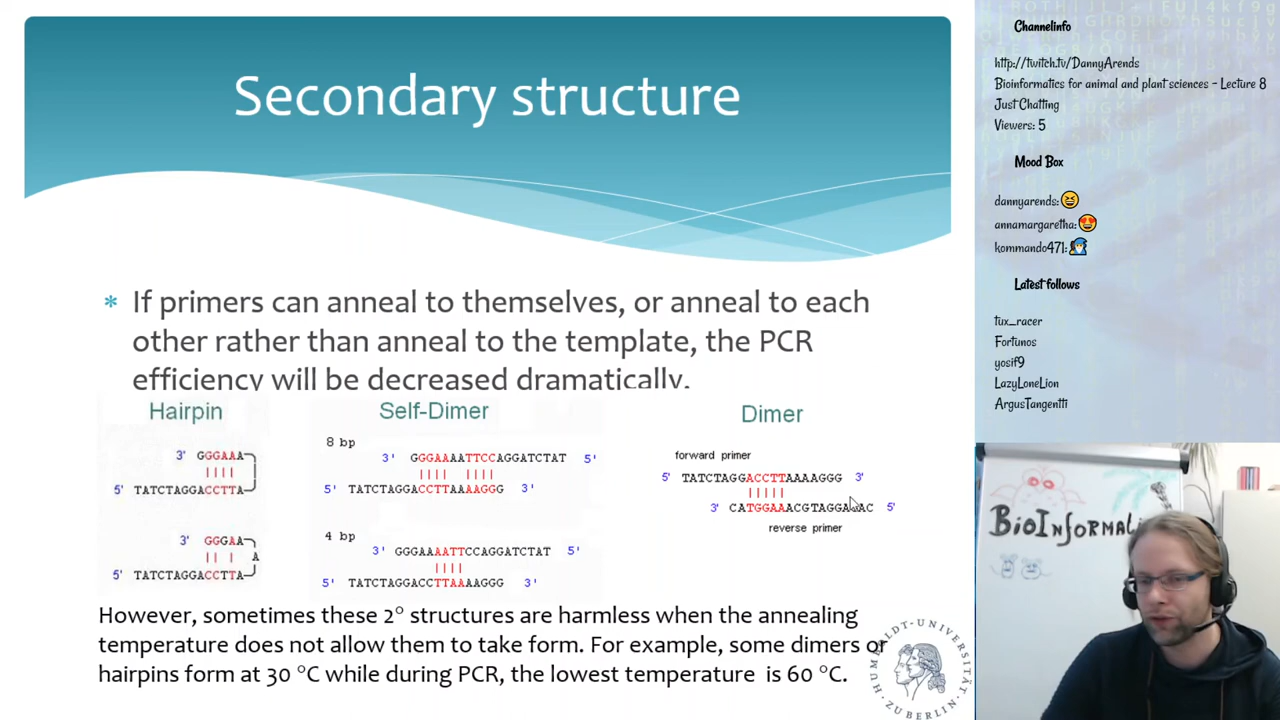 Secondary structure
If primers can anneal to themselves, or anneal to each
other rather than anneal to the template, the PCR
efficiency will be decreased dramatically.
Hairpin
3' GGGAAA
5' TATCTAGGACCTTA
3' GGGAA
A
5' TATCTAGGACCTTA
Self-Dimer
8 bp
3' GGGAAAATTCCAGGATCTAT 5'
5' TATCTAGGACCTTAAAAGGG 3'
4 bp
3' GGGAAAATTCCAGGATCTAT 5'
5' TATCTAGGACCTTAAAAGGG 3'
Dimer
forward primer
5' TATCTAGGACCTTAAAAGGG 3'
3' CATGGAAACGTAGGAGAC 5'
reverse primer
However, sometimes these 2° structures are harmless when the annealing
temperature does not allow them to take form. For example, some dimers or
hairpins form at 30 °C while during PCR, the lowest temperature is 60 °C.
HUMBOLDT-UNIVERSITÄT
ZU BERLIN
Channelinfo
http://twitch.tv/DannyArends
Bioinformatics for animal and plant sciences - Lecture 8
Just Chatting
Viewers: 5
Mood Box
dannyarends:
annamargaretha:
kommando471:
Latest follows
tux_racer
Fortunos
yosif9
LazyLoneLion
ArgusTangentti
BioInformati